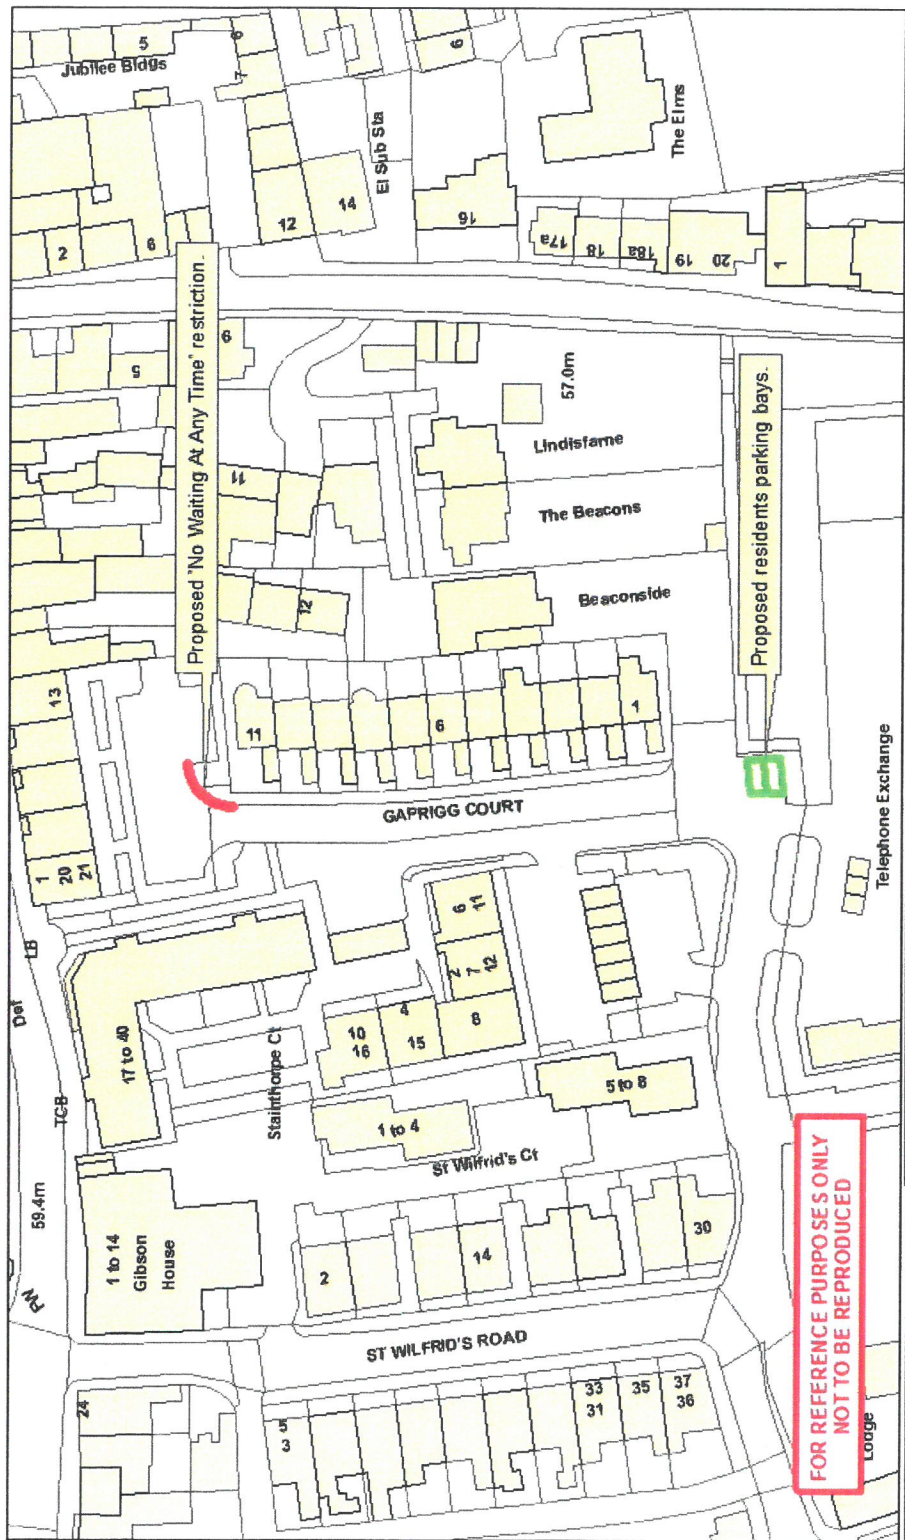 Jubilee Bldgs
5
6
7
2
6
12
14
El Sub Sta
6
16
17a
18
18a
19
20
1
The Elms
Proposed "No Waiting At Any Time" restriction.
5
9
11
12
57.0m
Lindisfarne
The Beacons
Beaconside
Proposed residents parking bays.
13
11
6
1
GAPRIGG COURT
1
20
21
LB
Def
TCB
59.4m
PW
17 to 40
Stainthorpe Ct
10
16
4
15
8
2
7
12
6
11
1 to 4
5 to 8
St Wilfrid's Ct
1 to 14
Gibson
House
2
14
30
ST WILFRID'S ROAD
24
5
3
33
31
35
37
36
Telephone Exchange
Lodge
FOR REFERENCE PURPOSES ONLY
NOT TO BE REPRODUCED